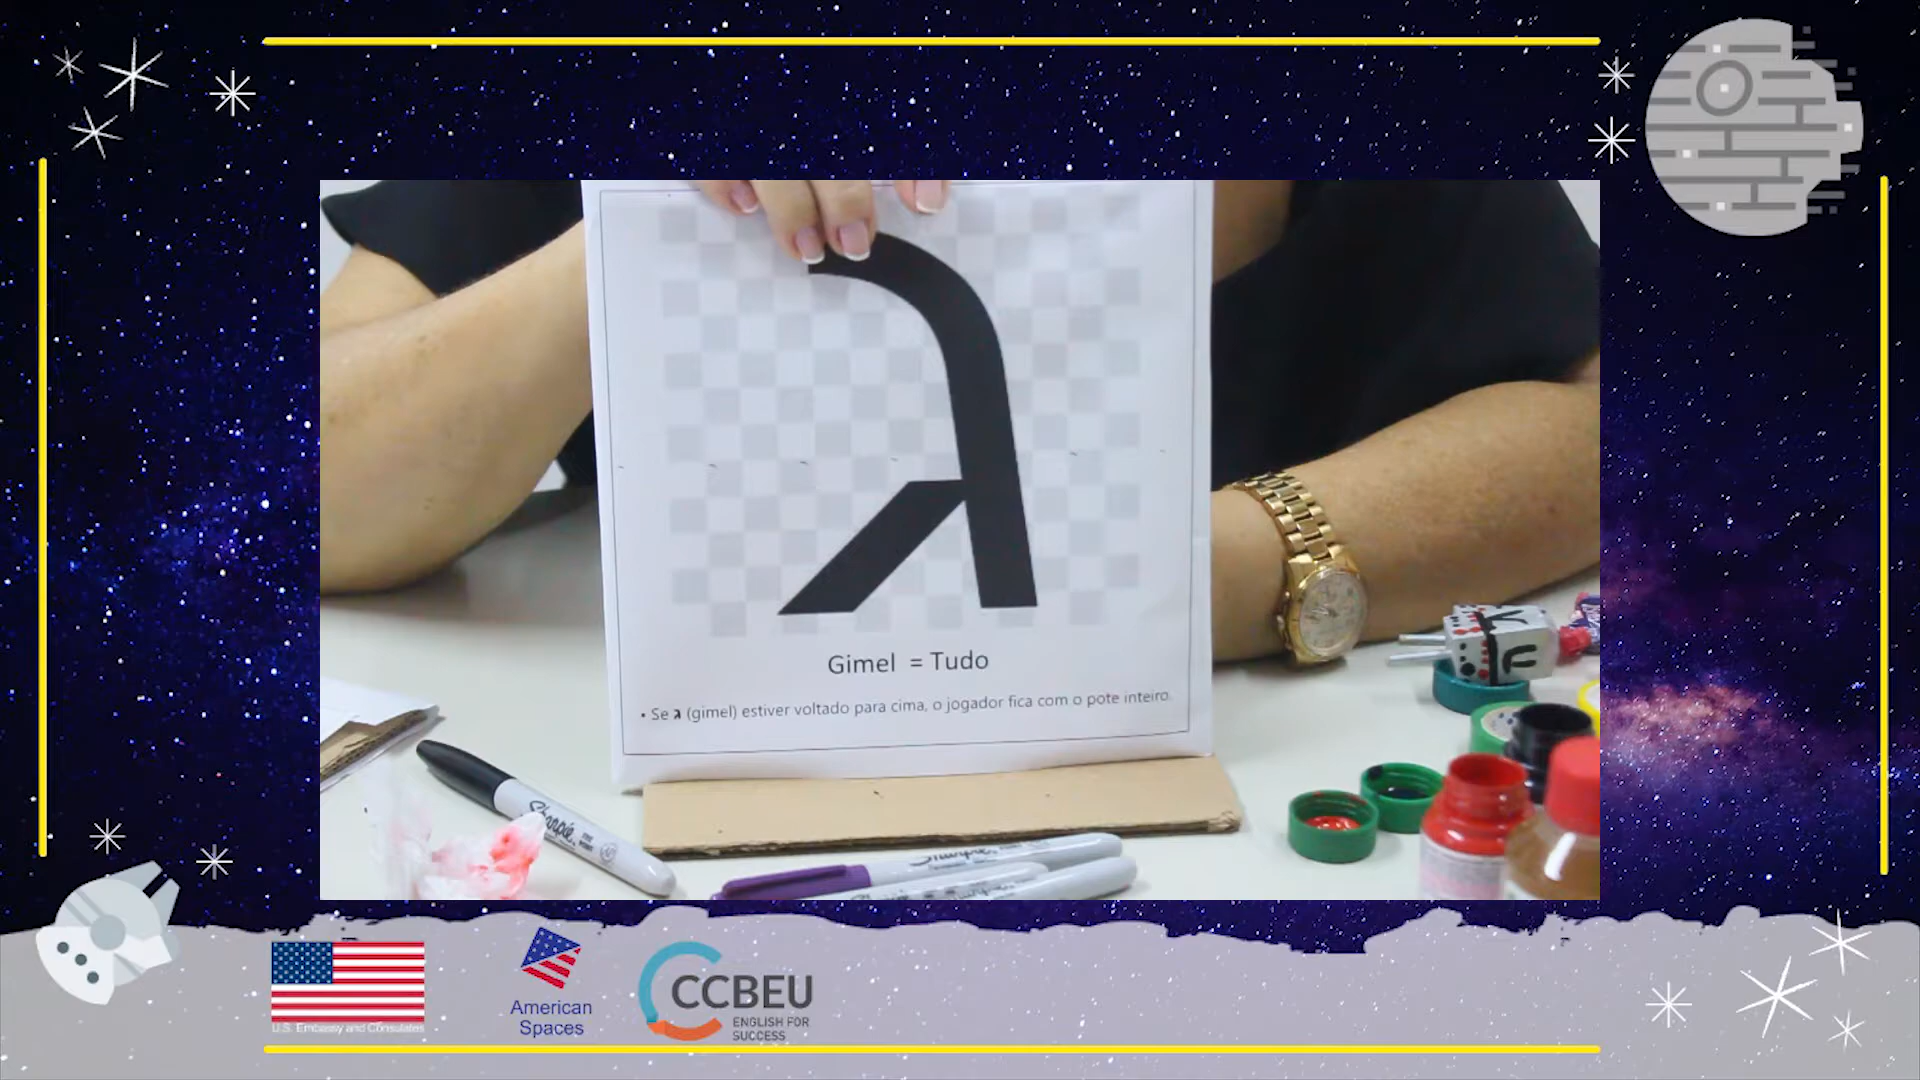 ג
Gimel = Tudo
• Se ג (gimel) estiver voltado para cima, o jogador fica com o pote inteiro.
Sharpie
Sharpie
U.S. Embassy and Consulates
American
Spaces
CCBEU
ENGLISH FOR
SUCCESS